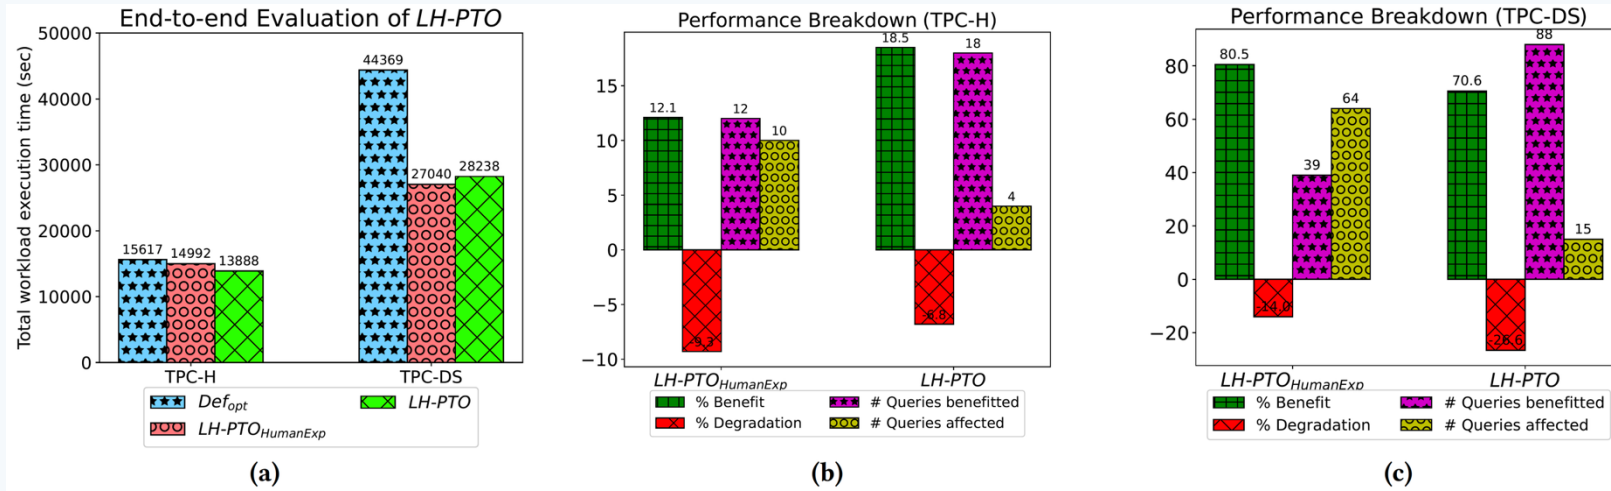 End-to-end Evaluation of LH-PTO
Total workload execution time (sec)
50000
40000
30000
20000
10000
0
15617
14992
13888
44369
27040
28238
TPC-H
TPC-DS
Def_opt
LH-PTO
LH-PTO_HumanExp
(a)
Performance Breakdown (TPC-H)
15
10
5
0
−5
−10
12.1
-9.3
12
10
18.5
-6.8
18
4
LH-PTO_HumanExp
LH-PTO
% Benefit
# Queries benefitted
% Degradation
# Queries affected
(b)
Performance Breakdown (TPC-DS)
80
60
40
20
0
−20
80.5
-14.0
39
64
70.6
-26.6
88
15
LH-PTO_HumanExp
LH-PTO
% Benefit
# Queries benefitted
% Degradation
# Queries affected
(c)